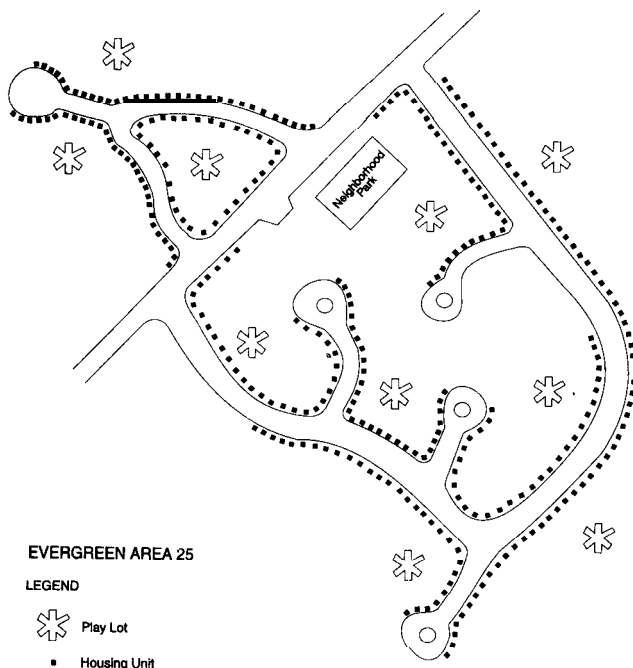 Neighborhood
Park
EVERGREEN AREA 25
LEGEND
Play Lot
Housing Unit